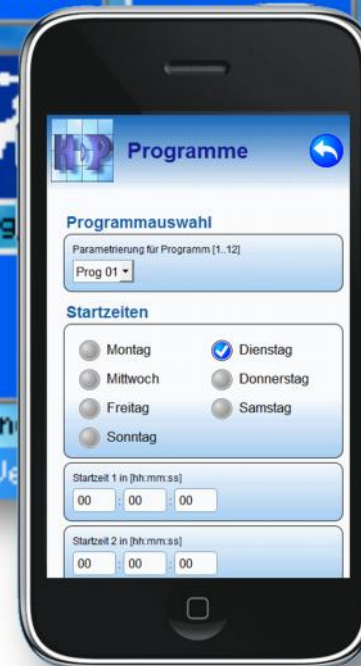 HDP
Programme
Programmauswahl
Parametrierung für Programm [1..12]
Prog 01
Startzeiten
Montag
Dienstag
Mittwoch
Donnerstag
Freitag
Samstag
Sonntag
Startzeit 1 in [hh:mm:ss]
00 : 00 : 00
Startzeit 2 in [hh:mm:ss]
00 : 00 : 00